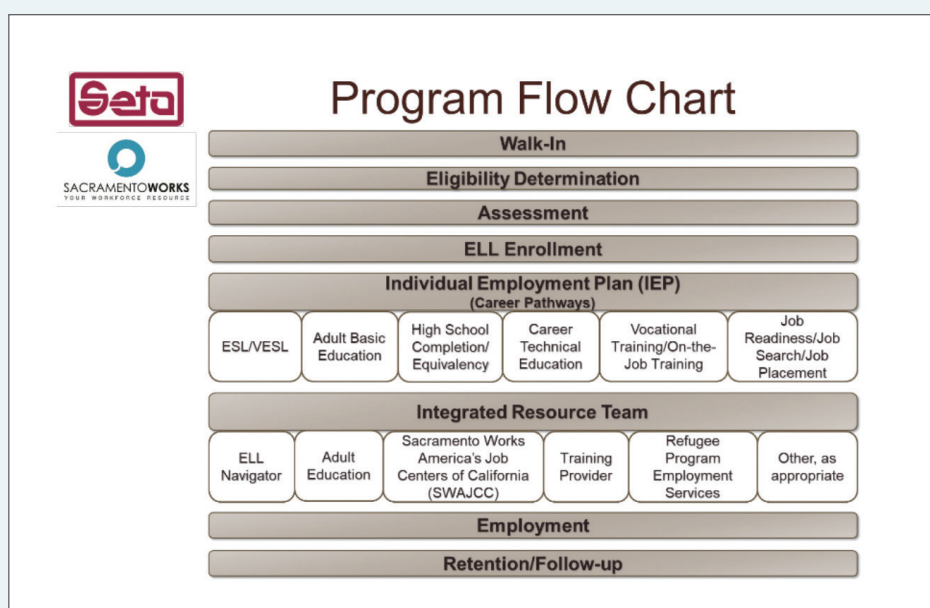 Seta
Program Flow Chart
SACRAMENTOWORKS
YOUR WORKFORCE RESOURCE
Walk-In
Eligibility Determination
Assessment
ELL Enrollment
Individual Employment Plan (IEP)
(Career Pathways)
ESL/VESL
Adult Basic
Education
High School
Completion/
Equivalency
Career
Technical
Education
Vocational
Training/On-the-
Job Training
Job
Readiness/Job
Search/Job
Placement
Integrated Resource Team
ELL
Navigator
Adult
Education
Sacramento Works
America's Job
Centers of California
(SWAJCC)
Training
Provider
Refugee
Program
Employment
Services
Other, as
appropriate
Employment
Retention/Follow-up